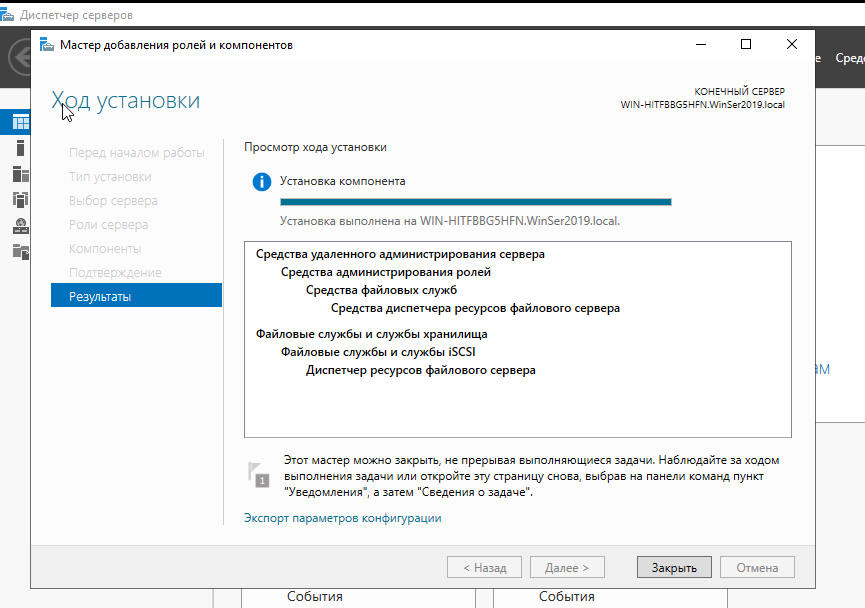 Диспетчер серверов
Мастер добавления ролей и компонентов
Ход установки
КОНЕЧНЫЙ СЕРВЕР
WIN-HITFBBG5HFN.WinSer2019.local
Перед началом работы
Тип установки
Выбор сервера
Роли сервера
Компоненты
Подтверждение
Результаты
Просмотр хода установки
Установка компонента
Установка выполнена на WIN-HITFBBG5HFN.WinSer2019.local.
Средства удаленного администрирования сервера
Средства администрирования ролей
Средства файловых служб
Средства диспетчера ресурсов файлового сервера
Файловые службы и службы хранилища
Файловые службы и службы iSCSI
Диспетчер ресурсов файлового сервера
1
Этот мастер можно закрыть, не прерывая выполняющиеся задачи. Наблюдайте за ходом
выполнения задачи или откройте эту страницу снова, выбрав на панели команд пункт
"Уведомления", а затем "Сведения о задаче".
Экспорт параметров конфигурации
< Назад
Далее >
Закрыть
Отмена
События
События